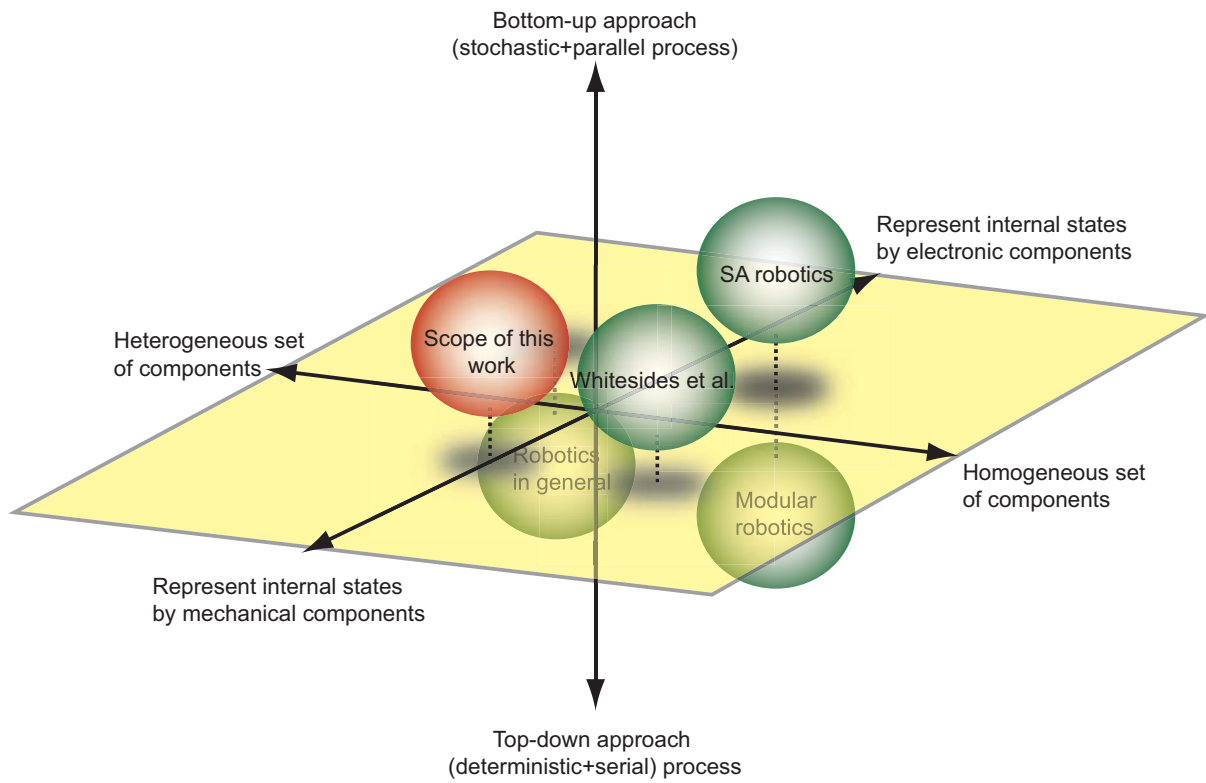 Bottom-up approach
(stochastic+parallel process)
Represent internal states
by electronic components
SA robotics
Scope of this
work
Heterogeneous set
of components
Whitesides et al.
Robotics
in general
Modular
robotics
Homogeneous set
of components
Represent internal states
by mechanical components
Top-down approach
(deterministic+serial) process